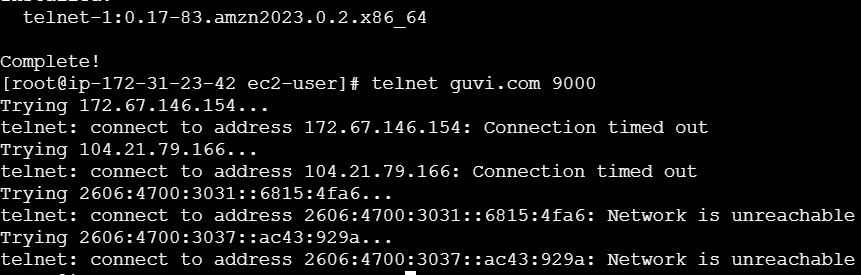 telnet-1:0.17-83.amzn2023.0.2.x86_64
Complete!
[root@ip-172-31-23-42 ec2-user]# telnet guvi.com 9000
Trying 172.67.146.154...
telnet: connect to address 172.67.146.154: Connection timed out
Trying 104.21.79.166...
telnet: connect to address 104.21.79.166: Connection timed out
Trying 2606:4700:3031::6815:4fa6...
telnet: connect to address 2606:4700:3031::6815:4fa6: Network is unreachable
Trying 2606:4700:3037::ac43:929a...
telnet: connect to address 2606:4700:3037::ac43:929a: Network is unreachable